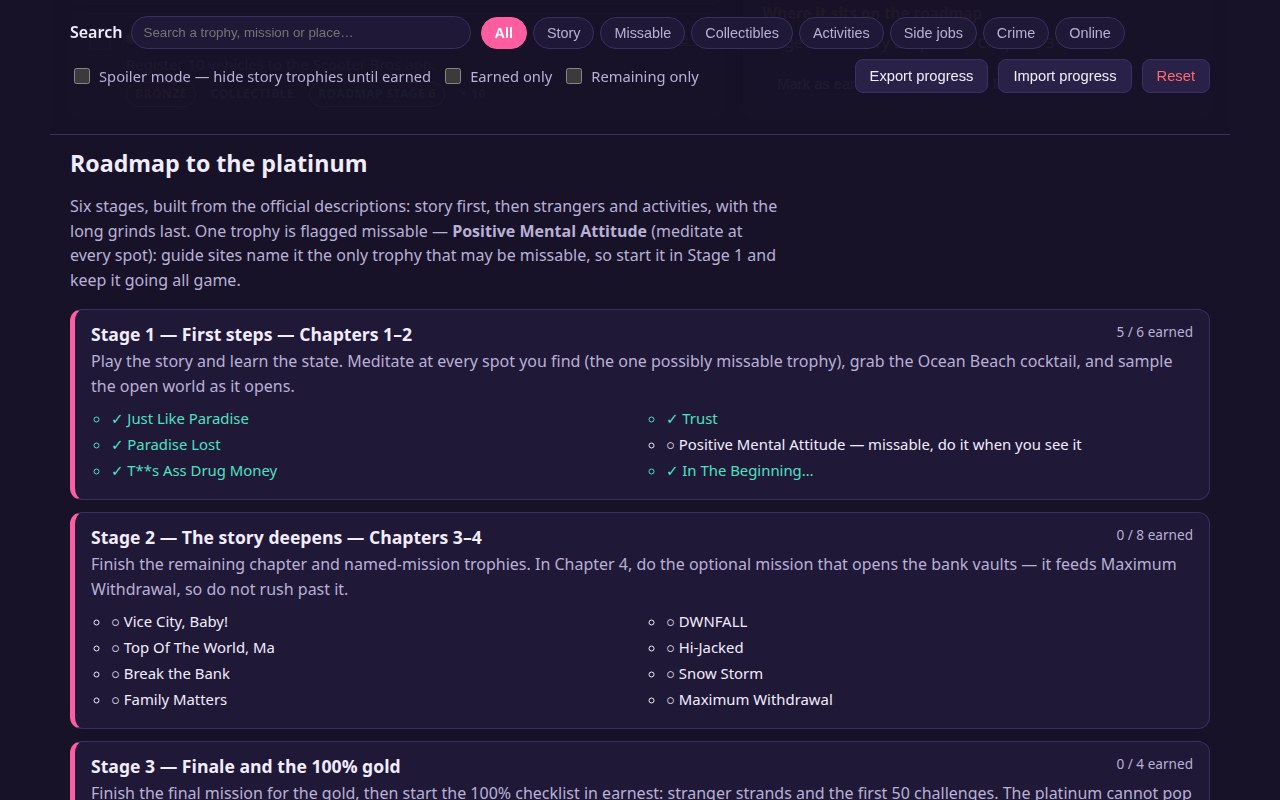 Search Search a trophy, mission or place… All Story Missable Collectibles Activities Side jobs Crime Online
Spoiler mode — hide story trophies until earned Earned only Remaining only Export progress Import progress Reset
Roadmap to the platinum
Six stages, built from the official descriptions: story first, then strangers and activities, with the
long grinds last. One trophy is flagged missable — Positive Mental Attitude (meditate at
every spot): guide sites name it the only trophy that may be missable, so start it in Stage 1 and
keep it going all game.
Stage 1 — First steps — Chapters 1–2 5 / 6 earned
Play the story and learn the state. Meditate at every spot you find (the one possibly missable trophy), grab the Ocean Beach cocktail, and sample
the open world as it opens.
✓ Just Like Paradise
✓ Paradise Lost
✓ T**s Ass Drug Money
✓ Trust
○ Positive Mental Attitude — missable, do it when you see it
✓ In The Beginning…
Stage 2 — The story deepens — Chapters 3–4 0 / 8 earned
Finish the remaining chapter and named-mission trophies. In Chapter 4, do the optional mission that opens the bank vaults — it feeds Maximum
Withdrawal, so do not rush past it.
○ Vice City, Baby!
○ Top Of The World, Ma
○ Break the Bank
○ Family Matters
○ DWNFALL
○ Hi-Jacked
○ Snow Storm
○ Maximum Withdrawal
Stage 3 — Finale and the 100% gold 0 / 4 earned
Finish the final mission for the gold, then start the 100% checklist in earnest: stranger strands and the first 50 challenges. The platinum cannot pop